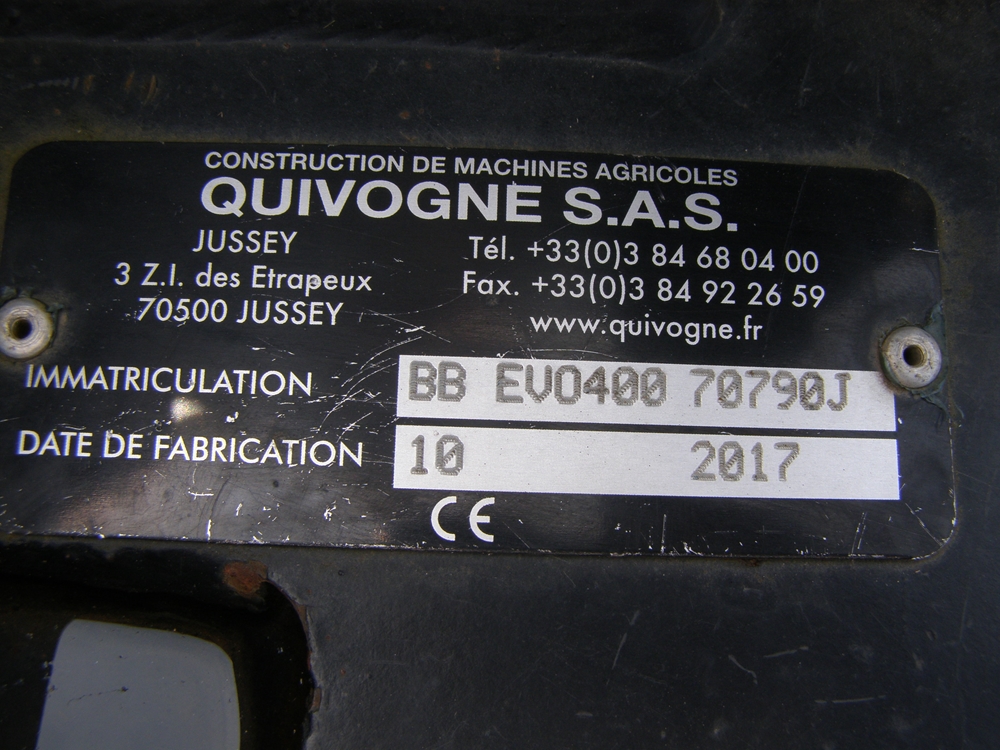 CONSTRUCTION DE MACHINES AGRICOLES
QUIVOGNE S.A.S.
JUSSEY
3 Z.I. des Etrapeux
70500 JUSSEY
Tél. +33(0)3 84 68 04 00
Fax. +33(0)3 84 92 26 59
www.quivogne.fr
IMMATRICULATION BB EVO400 70790J
DATE DE FABRICATION 10 2017
CE